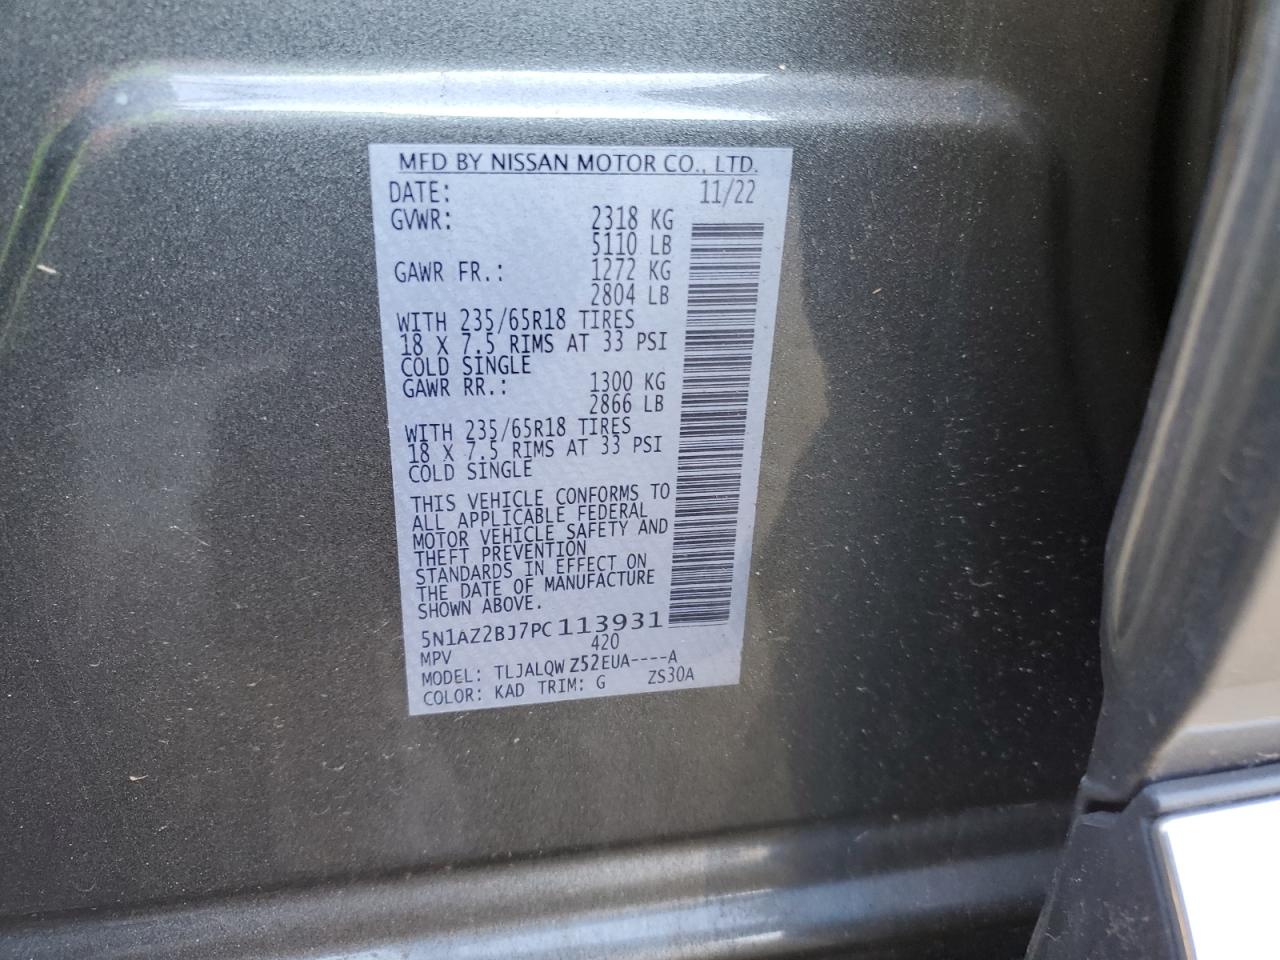 MFD BY NISSAN MOTOR CO., LTD.
DATE: 11/22
GVWR: 2318 KG
5110 LB
GAWR FR.: 1272 KG
2804 LB
WITH 235/65R18 TIRES
18 X 7.5 RIMS AT 33 PSI
COLD SINGLE
GAWR RR.: 1300 KG
2866 LB
WITH 235/65R18 TIRES
18 X 7.5 RIMS AT 33 PSI
COLD SINGLE
THIS VEHICLE CONFORMS TO
ALL APPLICABLE FEDERAL
MOTOR VEHICLE SAFETY AND
THEFT PREVENTION
STANDARDS IN EFFECT ON
THE DATE OF MANUFACTURE
SHOWN ABOVE.
5N1AZ2BJ7PC113931
MPV 420
MODEL: TLJALQWZ52EUA----A
COLOR: KAD TRIM: G ZS30A